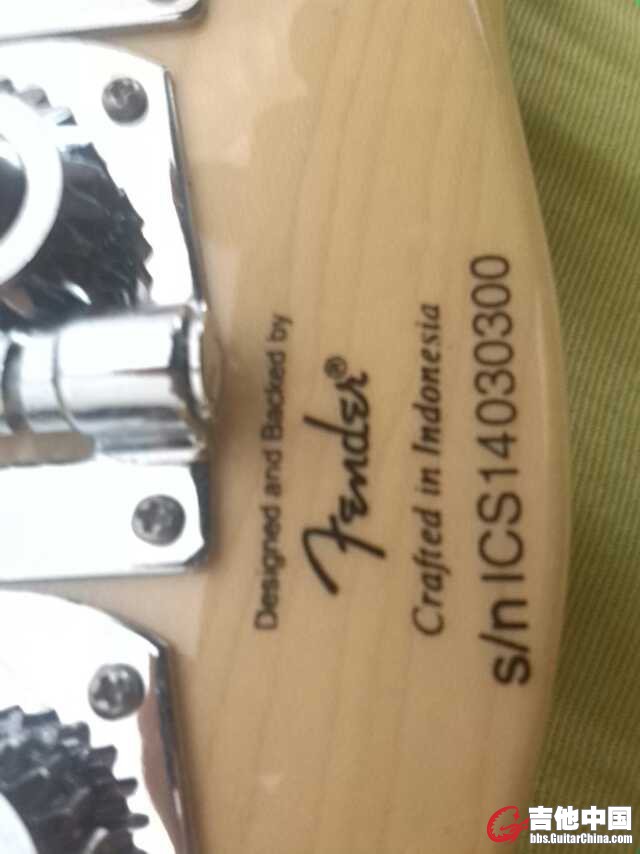 Designed and Backed by
Fender®
Crafted in Indonesia
s/n ICS14030300
吉他中国
bbs.GuitarChina.com